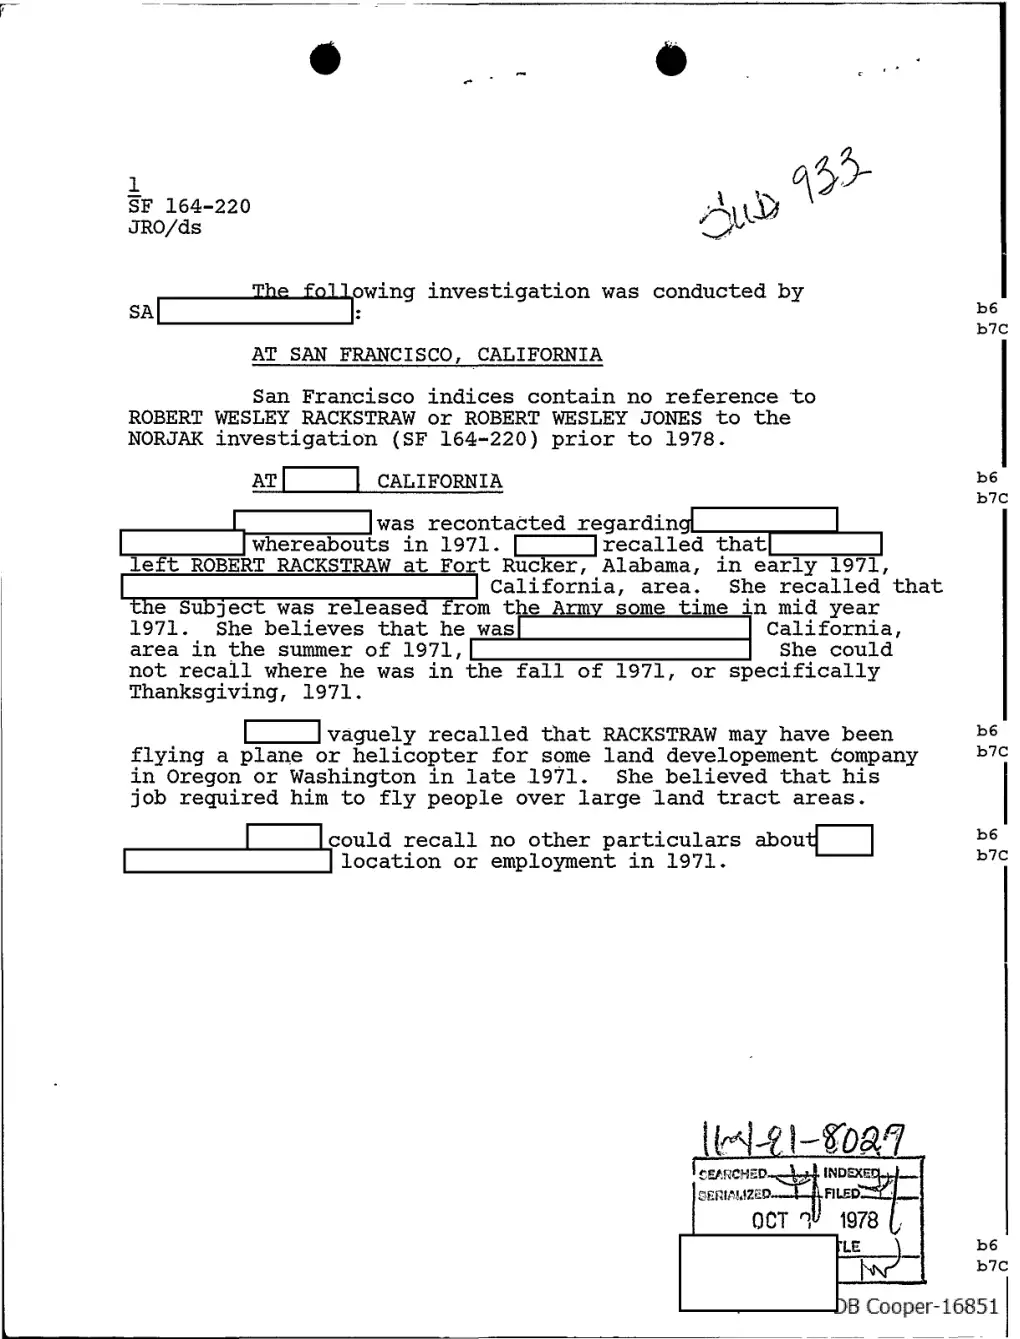 SUB 933
1
SF 164-220
JRO/ds
The following investigation was conducted by
SA :
AT SAN FRANCISCO, CALIFORNIA
San Francisco indices contain no reference to
ROBERT WESLEY RACKSTRAW or ROBERT WESLEY JONES to the
NORJAK investigation (SF 164-220) prior to 1978.
AT CALIFORNIA
was recontacted regarding
whereabouts in 1971. recalled that
left ROBERT RACKSTRAW at Fort Rucker, Alabama, in early 1971,
California, area. She recalled that
the Subject was released from the Army some time in mid year
1971. She believes that he was California,
area in the summer of 1971, She could
not recall where he was in the fall of 1971, or specifically
Thanksgiving, 1971.
vaguely recalled that RACKSTRAW may have been
flying a plane or helicopter for some land developement company
in Oregon or Washington in late 1971. She believed that his
job required him to fly people over large land tract areas.
could recall no other particulars about
location or employment in 1971.
b6
b7C
b6
b7C
b6
b7C
b6
b7C
164-91-8029
SEARCHED INDEXED
SERIALIZED FILED
OCT 1978
TLE
b6
b7C
DB Cooper-16851